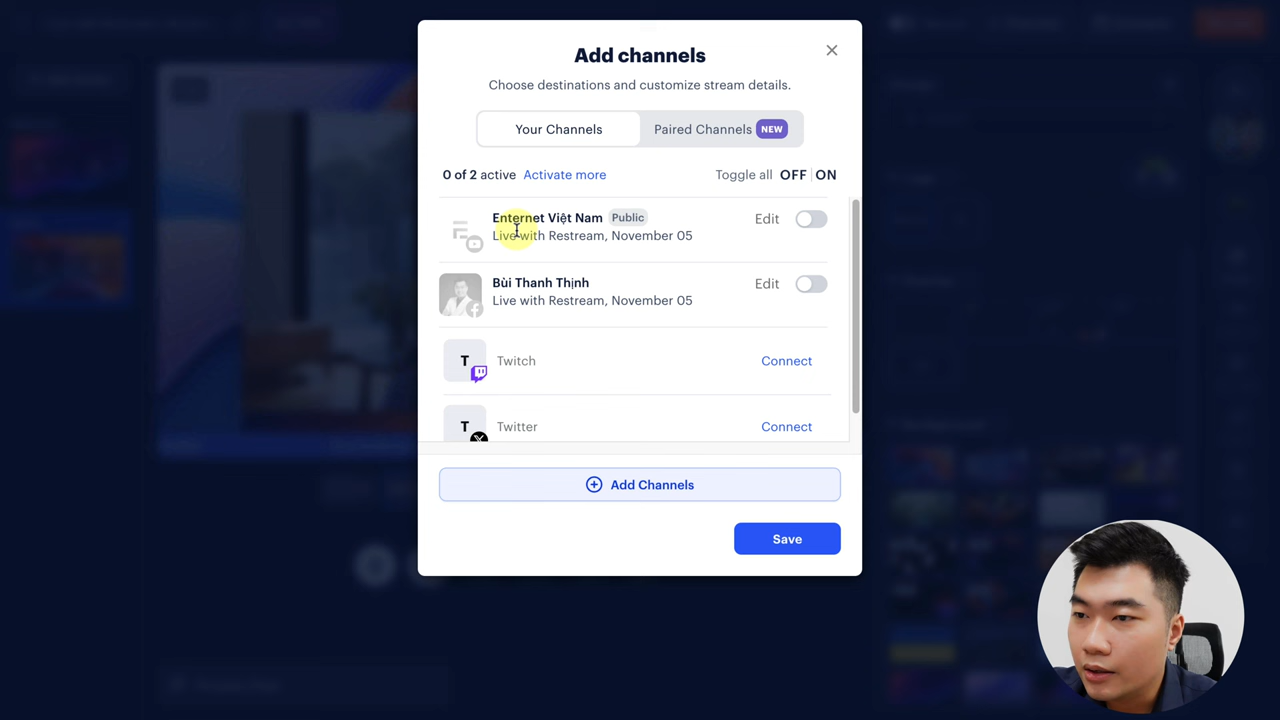 Add channels
Choose destinations and customize stream details.
Your Channels
Paired Channels NEW
0 of 2 active Activate more
Toggle all OFF ON
Enternet Việt Nam Public
Live with Restream, November 05
Edit
Bùi Thanh Thịnh
Live with Restream, November 05
Edit
T Twitch Connect
T Twitter Connect
Add Channels
Save